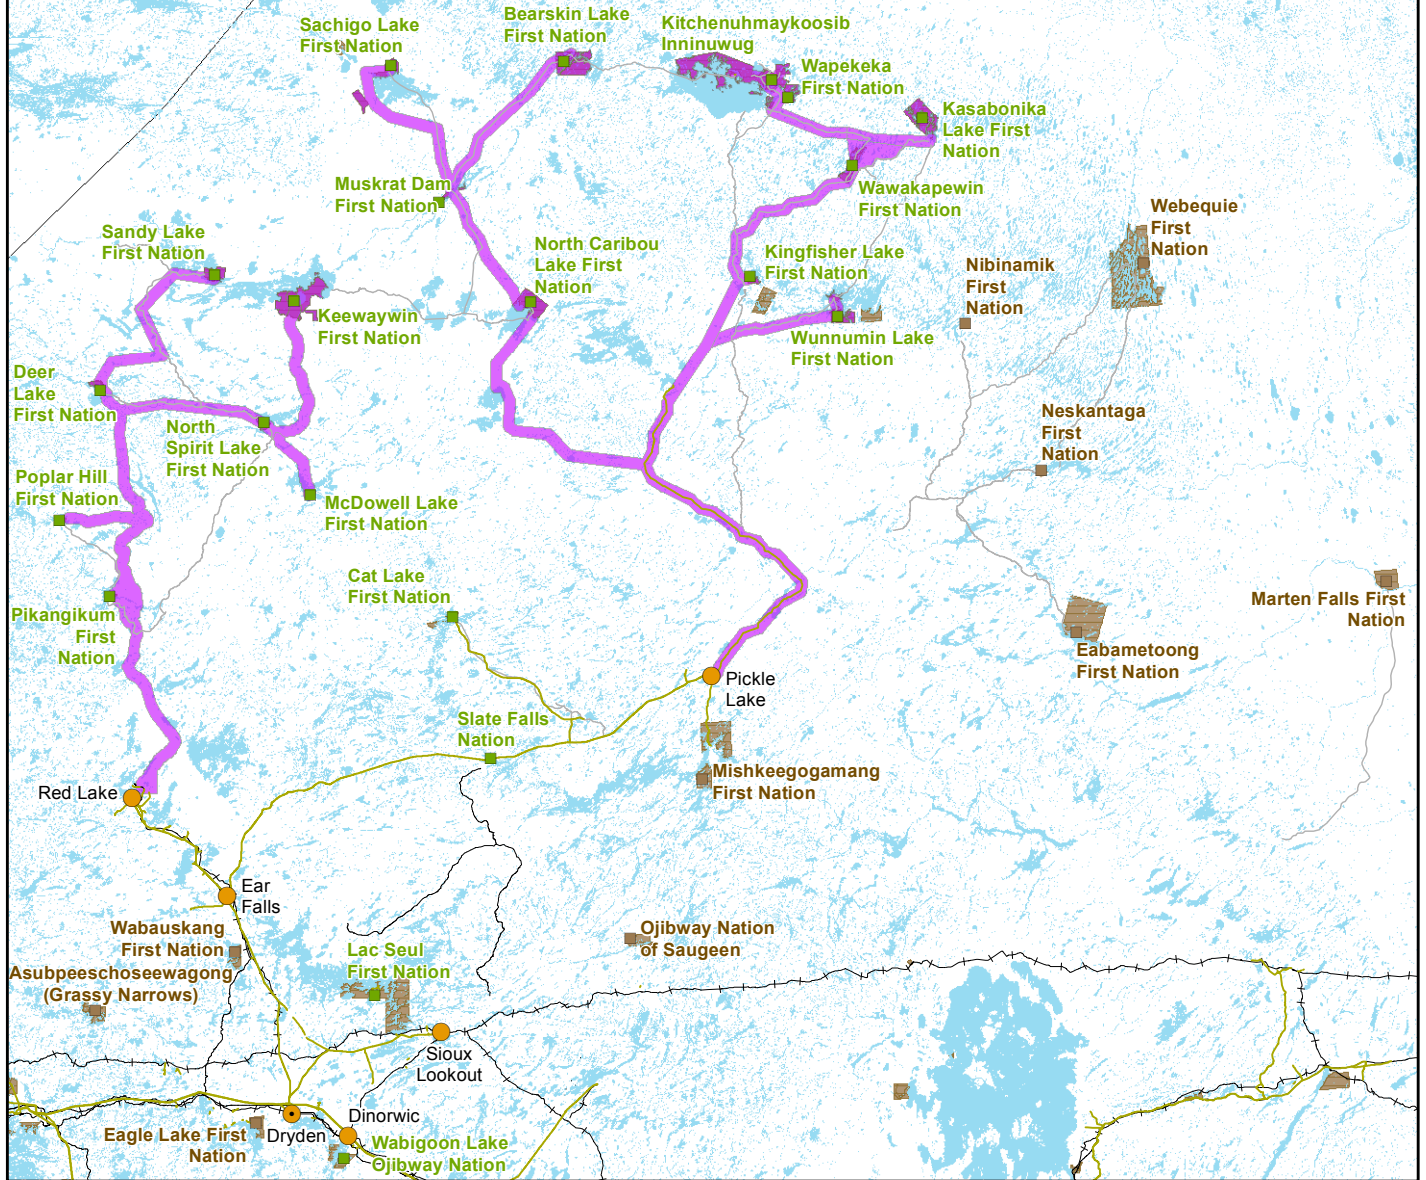 Sachigo Lake
First Nation
Bearskin Lake
First Nation
Kitchenuhmaykoosib
Inninuwug
Wapekeka
First Nation
Kasabonika
Lake First
Nation
Muskrat Dam
First Nation
Wawakapewin
First Nation
Webequie
First
Nation
Sandy Lake
First Nation
North Caribou
Lake First
Nation
Kingfisher Lake
First Nation
Nibinamik
First
Nation
Keewaywin
First Nation
Wunnumin Lake
First Nation
Deer
Lake
First Nation
North
Spirit Lake
First Nation
Neskantaga
First
Nation
Poplar Hill
First Nation
McDowell Lake
First Nation
Cat Lake
First Nation
Pikangikum
First
Nation
Marten Falls First
Nation
Eabametoong
First Nation
Pickle
Lake
Slate Falls
Nation
Mishkeegogamang
First Nation
Red Lake
Ear
Falls
Wabauskang
First Nation
Ojibway Nation
of Saugeen
Lac Seul
First Nation
Asubpeeschoseewagong
(Grassy Narrows)
Sioux
Lookout
Dinorwic
Eagle Lake First
Nation
Dryden
Wabigoon Lake
Ojibway Nation